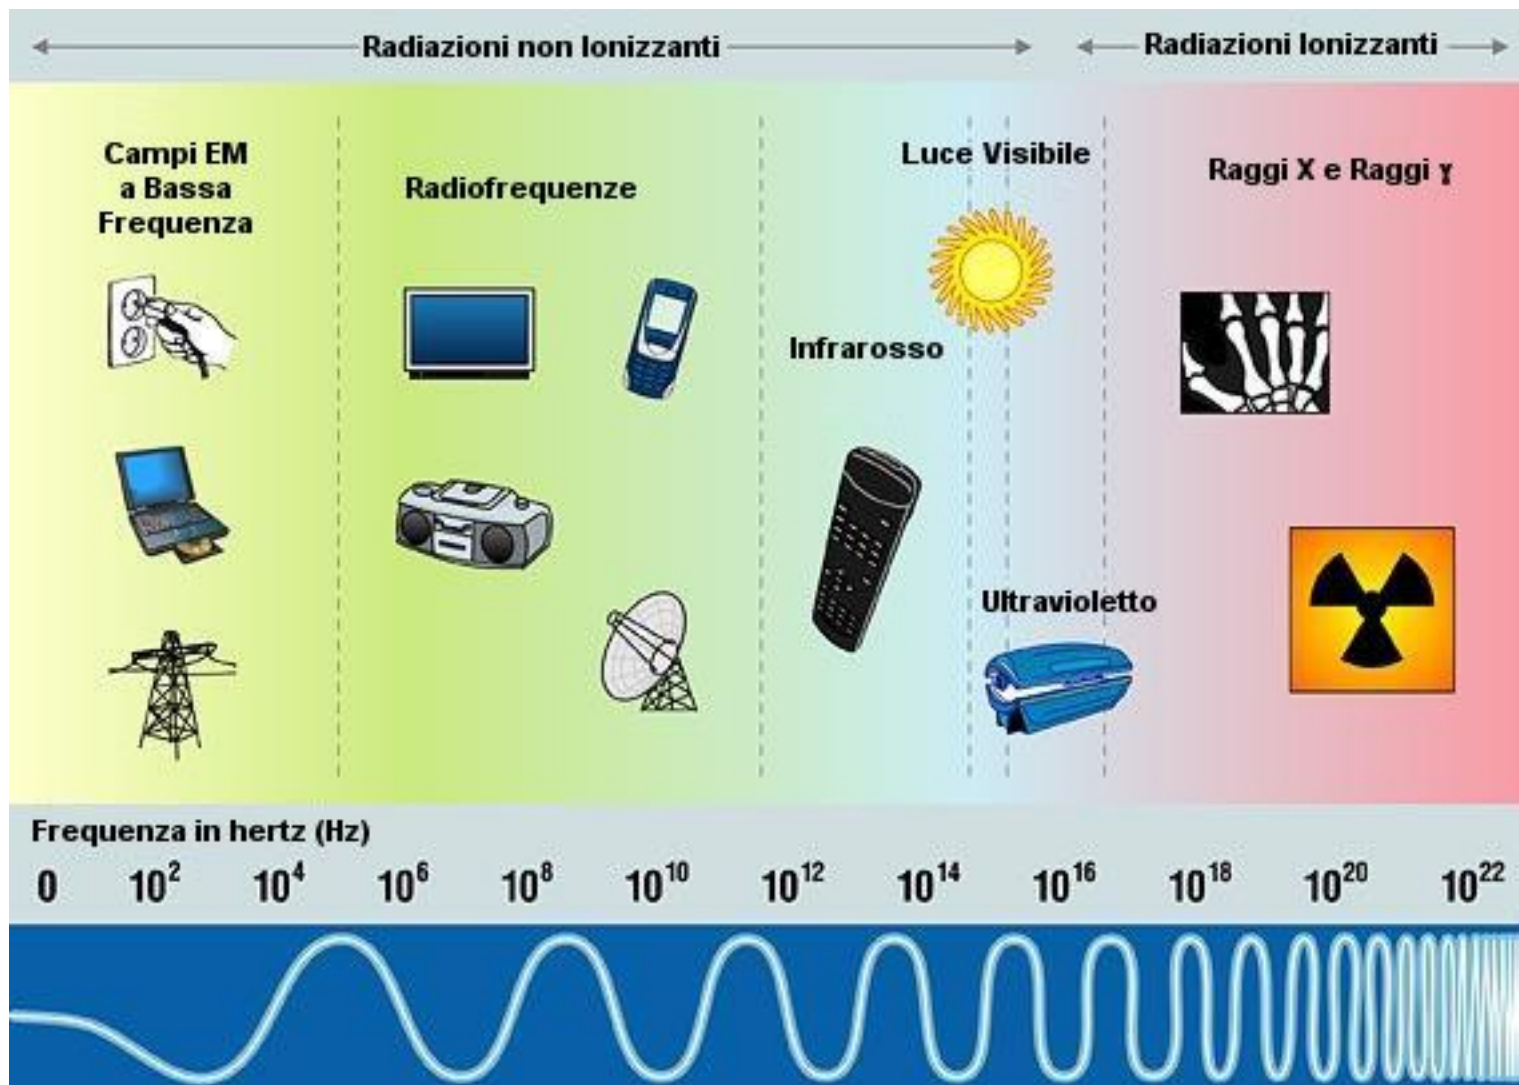 Radiazioni non Ionizzanti
Radiazioni Ionizzanti
Campi EM
a Bassa
Frequenza
Radiofrequenze
Luce Visibile
Raggi X e Raggi ɣ
Infrarosso
Ultravioletto
Frequenza in hertz (Hz)
0 10² 10⁴ 10⁶ 10⁸ 10¹⁰ 10¹² 10¹⁴ 10¹⁶ 10¹⁸ 10²⁰ 10²²